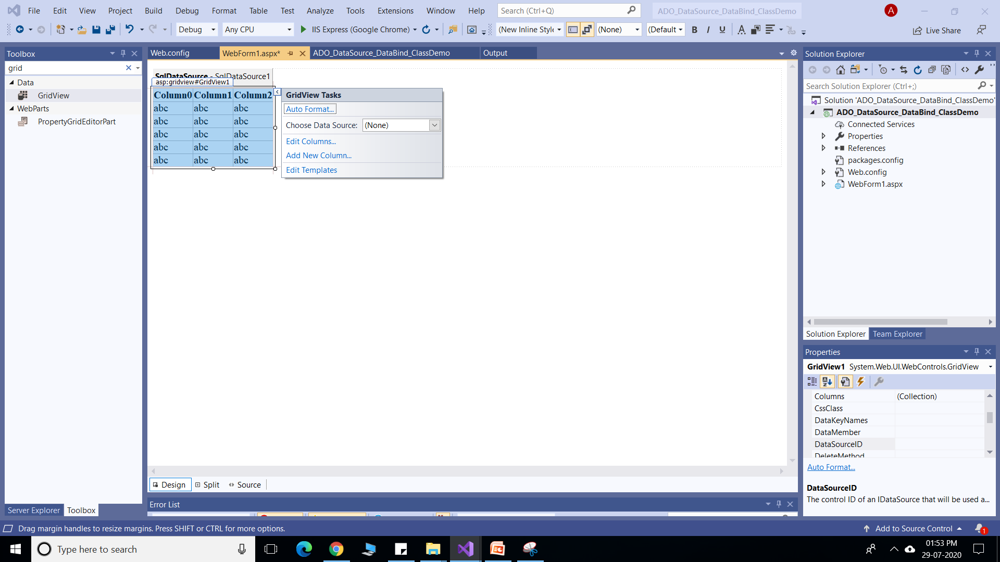 File Edit View Project Build Debug Format Table Test Analyze Tools Extensions Window Help Search (Ctrl+Q) ADO_DataSource_DataBind_ClassDemo A
Debug Any CPU IIS Express (Google Chrome) (New Inline Style (None) (Default B I U A Live Share
Toolbox
grid
Data
GridView
WebParts
PropertyGridEditorPart
Server Explorer Toolbox
Web.config WebForm1.aspx* ADO_DataSource_DataBind_ClassDemo Output
SqlDataSource - SqlDataSource1
asp:gridview#GridView1
Column0 Column1 Column2
abc abc abc
abc abc abc
abc abc abc
abc abc abc
abc abc abc
GridView Tasks
Auto Format...
Choose Data Source: (None)
Edit Columns...
Add New Column...
Edit Templates
Design Split Source
Error List
Solution Explorer
Search Solution Explorer (Ctrl+;)
Solution 'ADO_DataSource_DataBind_ClassDemo'
ADO_DataSource_DataBind_ClassDemo
Connected Services
Properties
References
packages.config
Web.config
WebForm1.aspx
Solution Explorer Team Explorer
Properties
GridView1 System.Web.UI.WebControls.GridView
Columns (Collection)
CssClass
DataKeyNames
DataMember
DataSourceID
DeleteMethod
Auto Format...
DataSourceID
The control ID of an IDataSource that will be used a...
Drag margin handles to resize margins. Press SHIFT or CTRL for more options. Add to Source Control 1
Type here to search
01:53 PM
29-07-2020